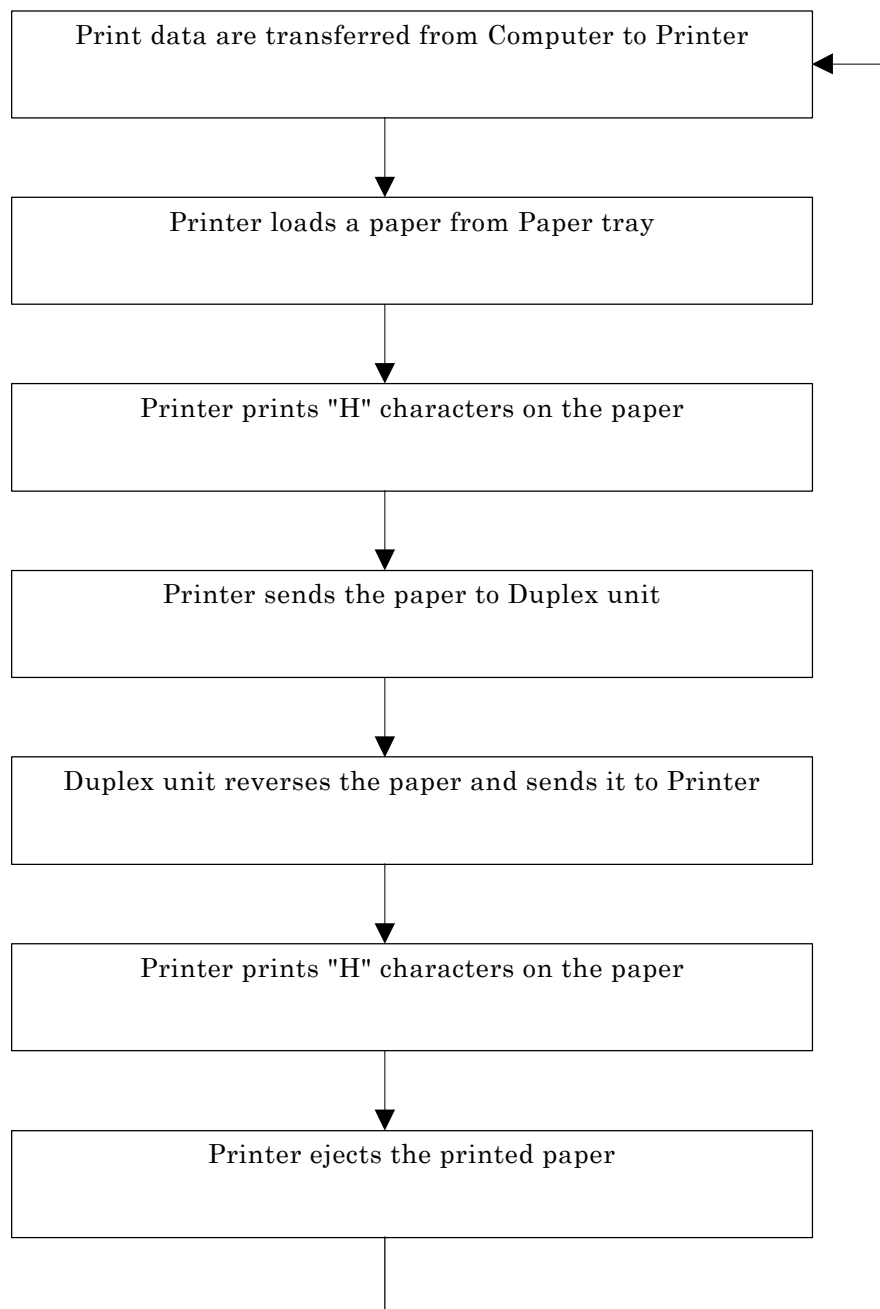 Print data are transferred from Computer to Printer
Printer loads a paper from Paper tray
Printer prints "H" characters on the paper
Printer sends the paper to Duplex unit
Duplex unit reverses the paper and sends it to Printer
Printer prints "H" characters on the paper
Printer ejects the printed paper